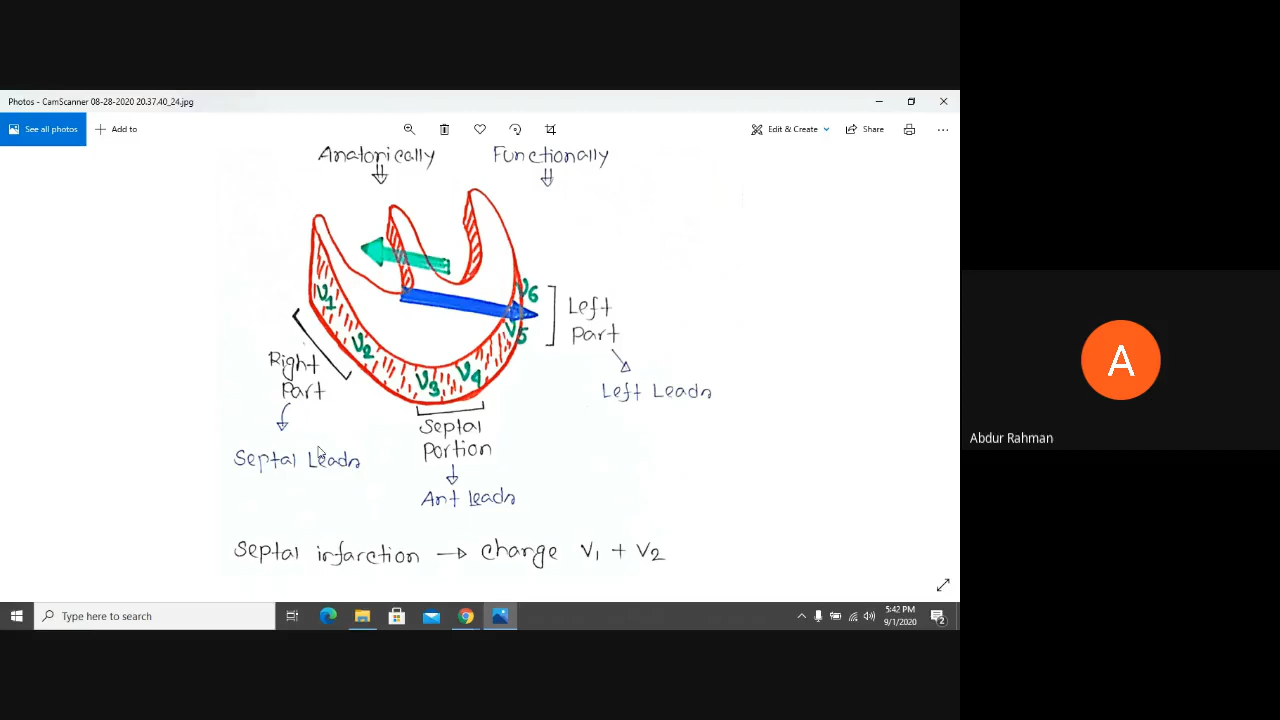 Photos - CamScanner 08-28-2020 20.37.40_24.jpg
See all photos
Add to
Edit & Create
Share
Anatomically
Functionally
V6
V1
Left
Part
V5
V2
Right
Part
V3
V4
Left Leads
Septal
Portion
Septal Leads
Ant Leads
Septal infarction → change V1 + V2
Type here to search
5:42 PM
9/1/2020
2
A
Abdur Rahman